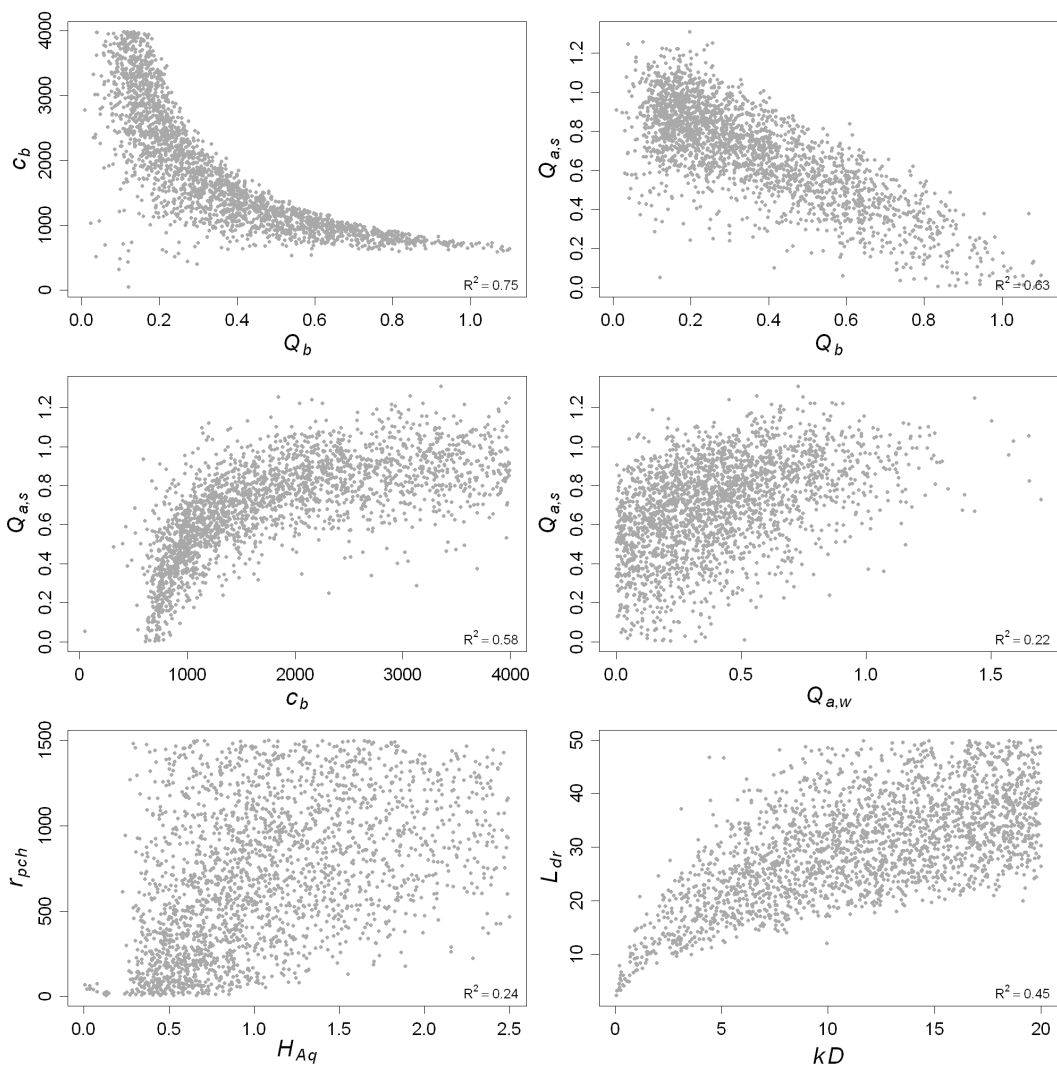 4000
3000
2000
1000
0
c_b
0.0 0.2 0.4 0.6 0.8 1.0
Q_b
R² = 0.75
1.2
1.0
0.8
0.6
0.4
0.2
0.0
Q_a,s
0.0 0.2 0.4 0.6 0.8 1.0
Q_b
R² = 0.63
1.2
1.0
0.8
0.6
0.4
0.2
0.0
Q_a,s
0 1000 2000 3000 4000
c_b
R² = 0.58
1.2
1.0
0.8
0.6
0.4
0.2
0.0
Q_a,s
0.0 0.5 1.0 1.5
Q_a,w
R² = 0.22
1500
1000
500
0
r_pch
0.0 0.5 1.0 1.5 2.0 2.5
H_Aq
R² = 0.24
50
40
30
20
10
L_dr
0 5 10 15 20
kD
R² = 0.45